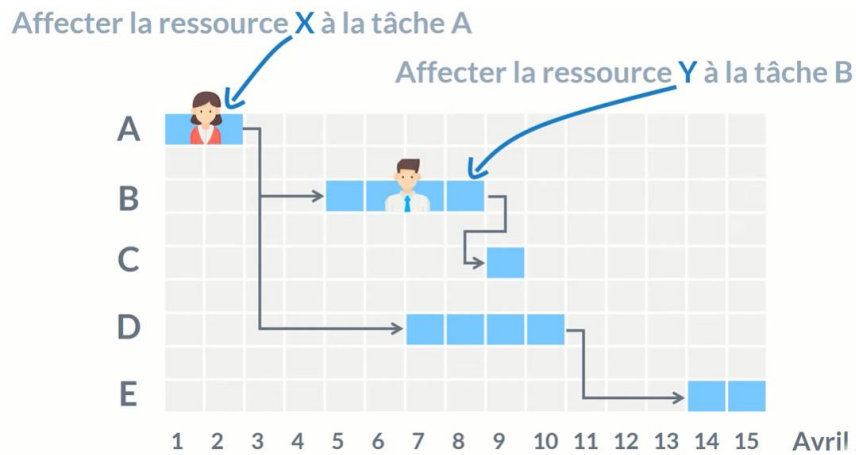 Affecter la ressource X à la tâche A
Affecter la ressource Y à la tâche B
A
B
C
D
E
1 2 3 4 5 6 7 8 9 10 11 12 13 14 15 Avril